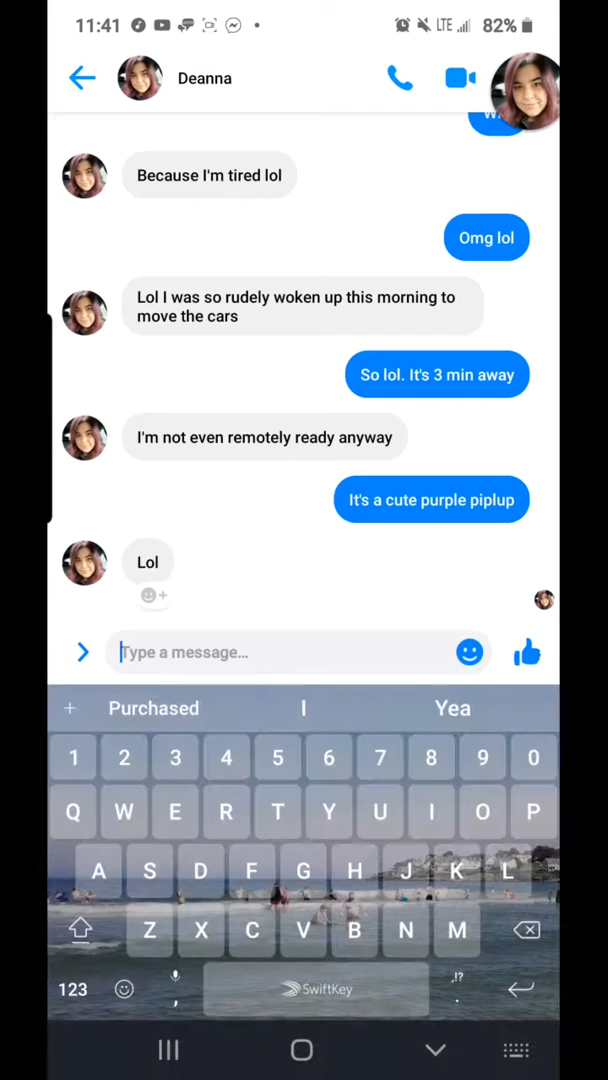 11:41
LTE 82%
Deanna
Because I'm tired lol
Omg lol
Lol I was so rudely woken up this morning to
move the cars
So lol. It's 3 min away
I'm not even remotely ready anyway
It's a cute purple piplup
Lol
Type a message...
+ Purchased I Yea
1 2 3 4 5 6 7 8 9 0
Q W E R T Y U I O P
A S D F G H J K L
Z X C V B N M
123 , SwiftKey ,!? .